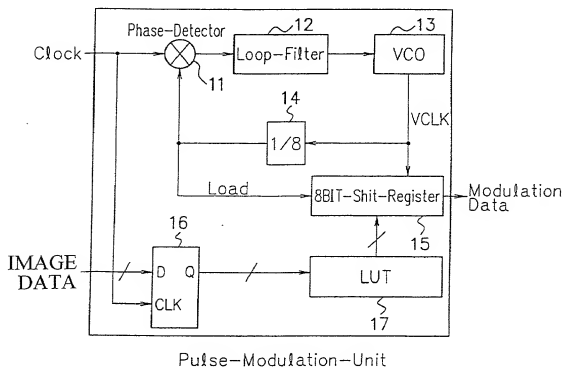 Phase-Detector
12
13
Clock
Loop-Filter
VCO
11
14
VCLK
1/8
Load
8BIT-Shit-Register
Modulation
Data
16
15
IMAGE
DATA
D Q
LUT
CLK
17
Pulse-Modulation-Unit